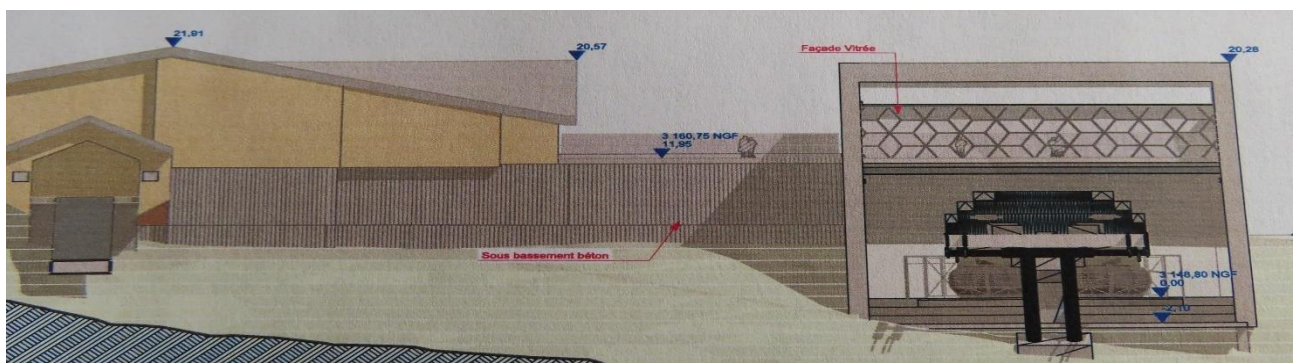 21,91
20,57
Façade Vitrée
20,28
3 160,75 NGF
11,95
Sous bassement béton
3 148,80 NGF
0,00
-2,10